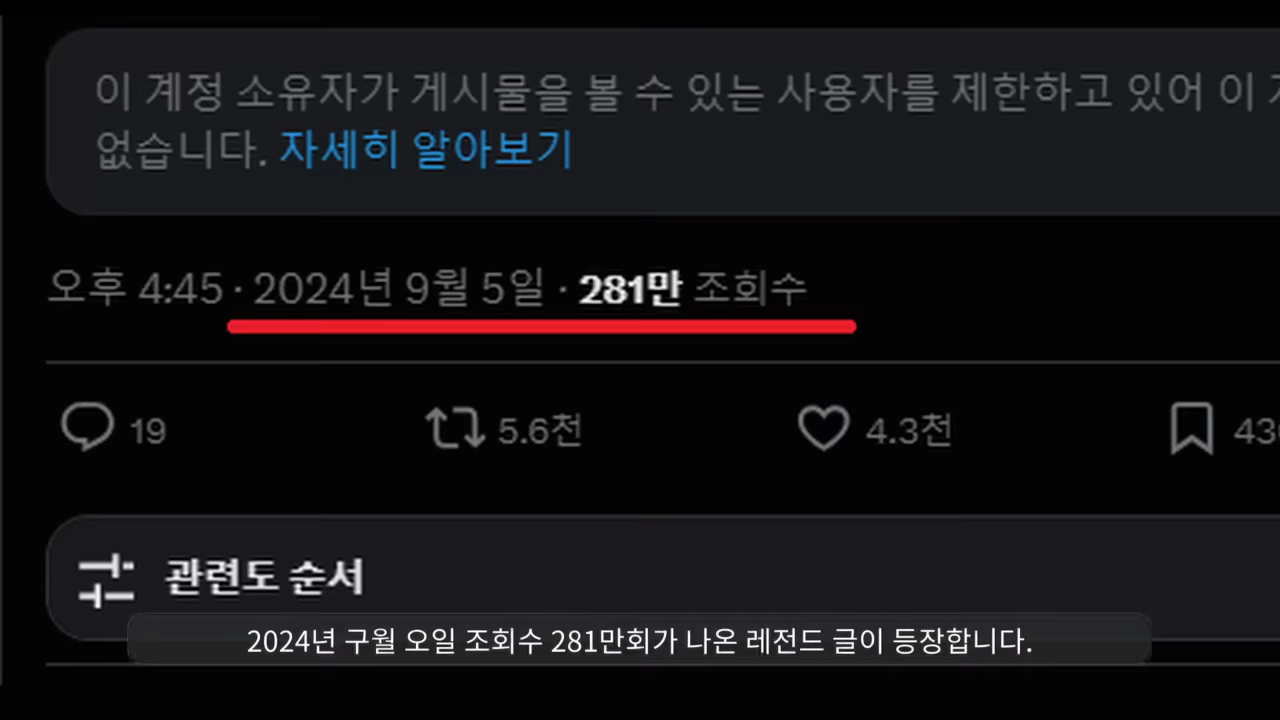 이 계정 소유자가 게시물을 볼 수 있는 사용자를 제한하고 있어 이
없습니다. 자세히 알아보기
오후 4:45 · 2024년 9월 5일 · 281만 조회수
19 5.6천 4.3천 43
관련도 순서
2024년 구월 오일 조회수 281만회가 나온 레전드 글이 등장합니다.